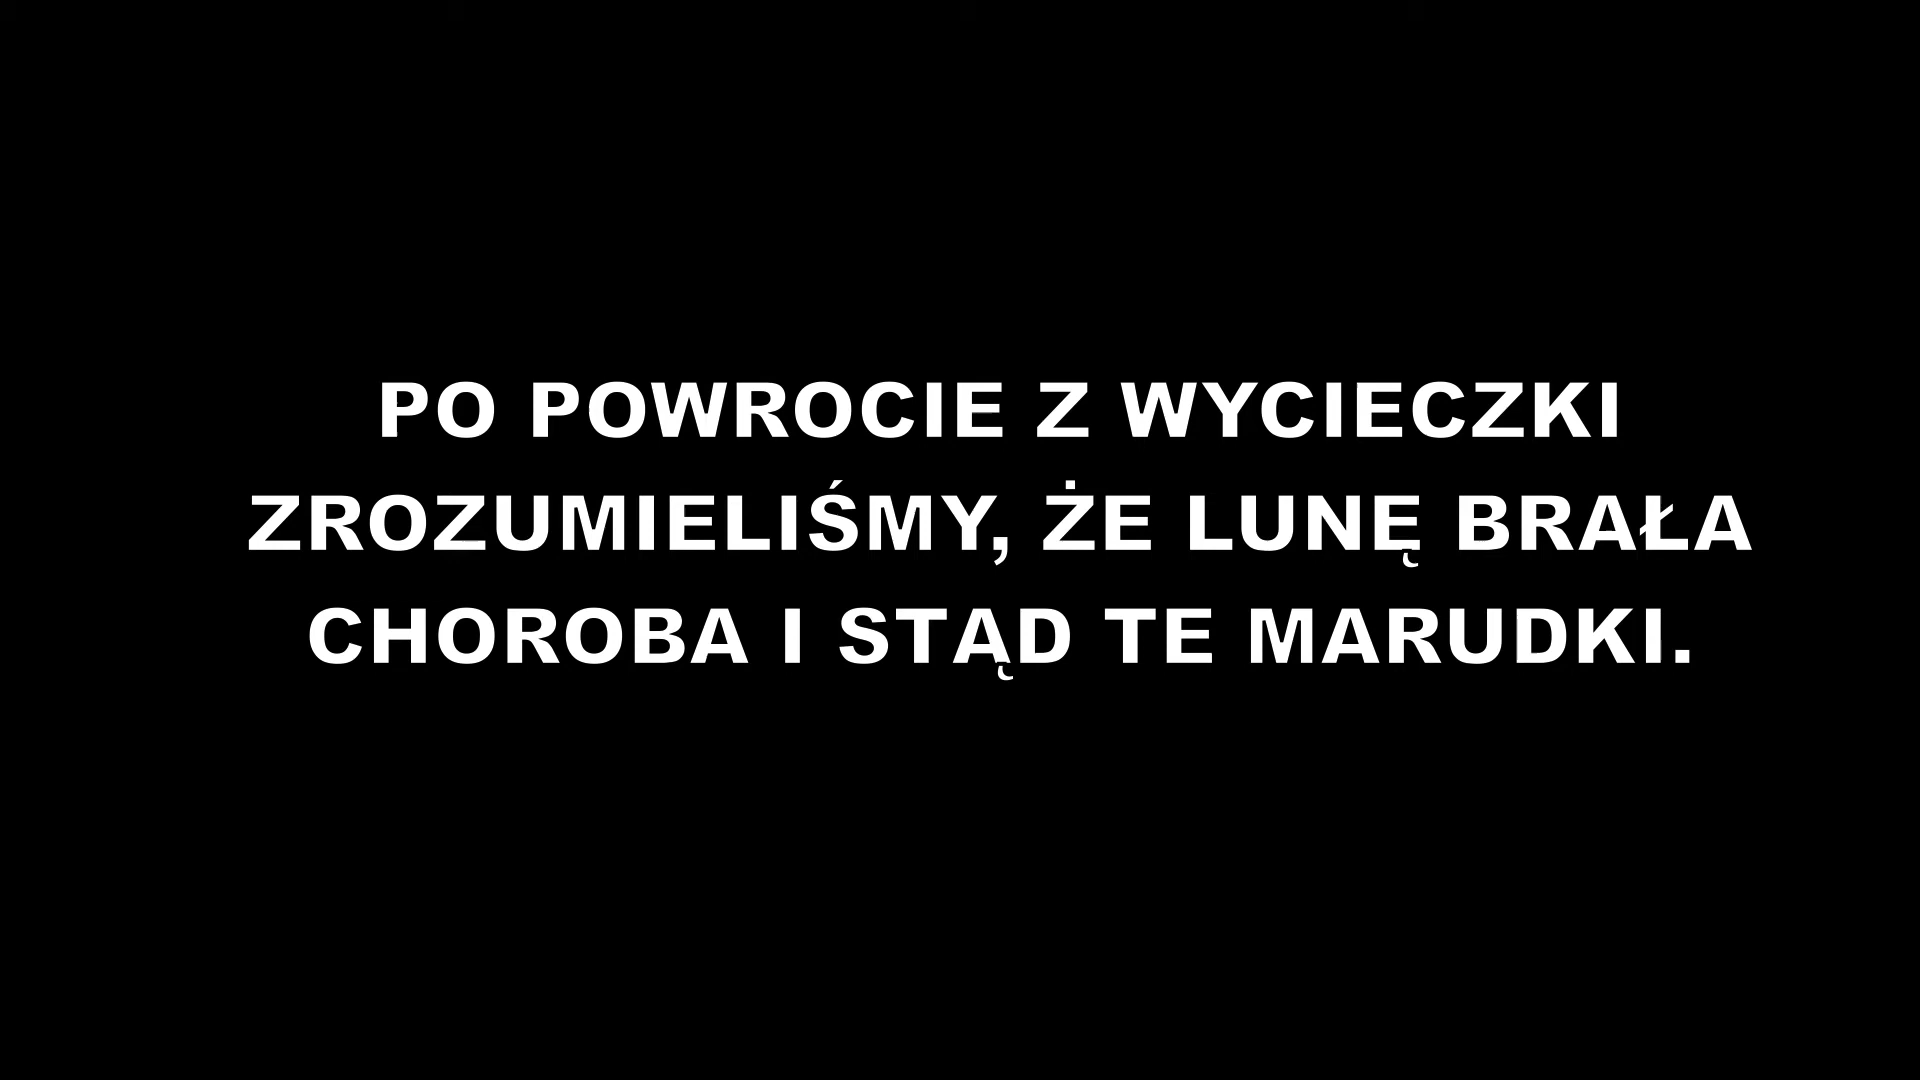 PO POWROCIE Z WYCIECZKI
ZROZUMIELIŚMY, ŻE LUNĘ BRAŁA
CHOROBA I STĄD TE MARUDKI.